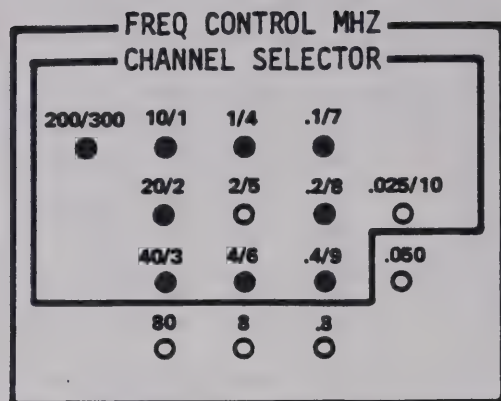 FREQ CONTROL MHZ
CHANNEL SELECTOR
200/300 10/1 1/4 .1/7
20/2 2/5 .2/8 .025/10
40/3 4/6 .4/9 .050
80 8 .8